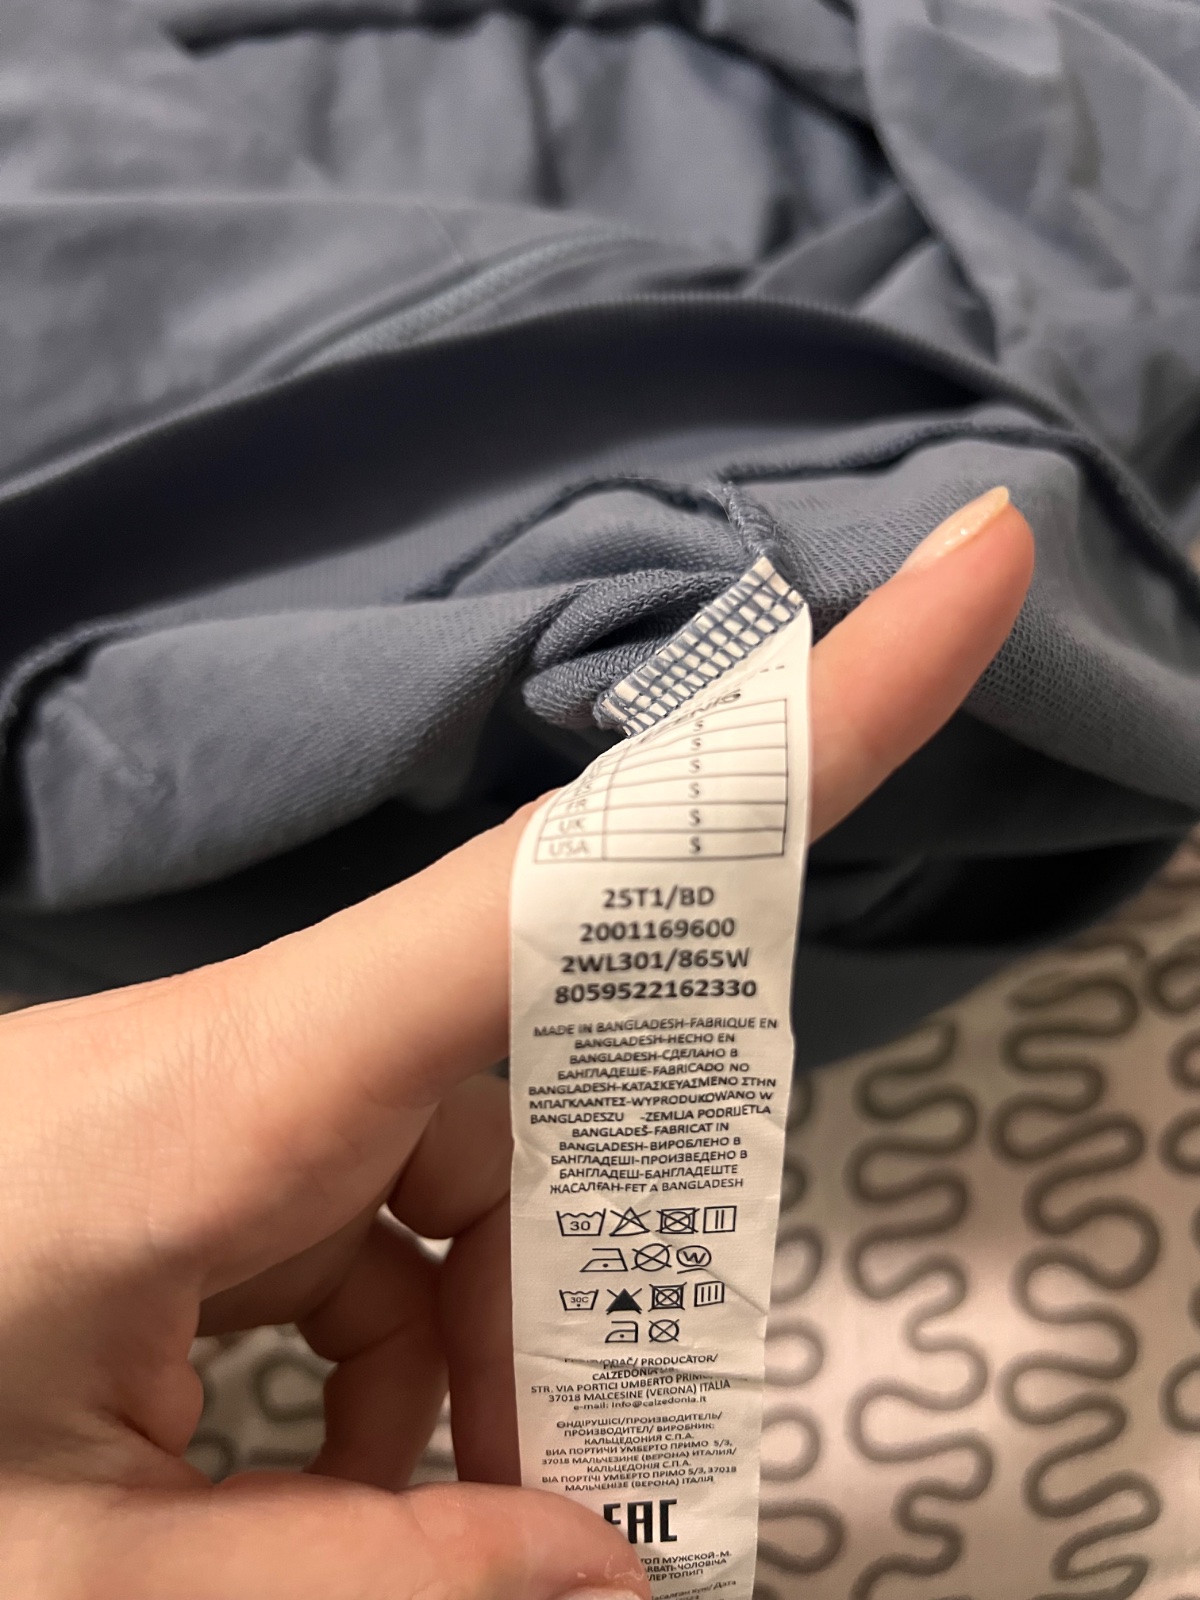 S
S
S
S
UK S
USA S
25T1/BD
2001169600
2WL301/865W
8059522162330
MADE IN BANGLADESH-FABRIQUE EN
BANGLADESH-HECHO EN
BANGLADESH-СДЕЛАНО В
БАНГЛАДЕШЕ-FABRICADO NO
BANGLADESH-ΚΑΤΑΣΚΕΥΑΣΜΕΝΟ ΣΤΗΝ
ΜΠΑΓΚΛΑΝΤΕΣ-WYPRODUKOWANO W
BANGLADESZU -ZEMLJA PODRIJETLA
BANGLADEŠ-FABRICAT IN
BANGLADESH-ВИРОБЛЕНО В
БАНГЛАДЕШІ-ПРОИЗВЕДЕНО В
БАНГЛАДЕШ-БАНГЛАДЕШТЕ
ЖАСАЛҒАН-FET A BANGLADESH
30
W
30C
PRODUCĂTOR/
CALZEDONIA
STR. VIA PORTICI UMBERTO
37018 MALCESINE (VERONA) ITALIA
e-mail: info@calzedonia.it
ӨНДІРУШІСІ/ПРОИЗВОДИТЕЛЬ/
ПРОИЗВОДИТЕЛ/ ВИРОБНИК:
КАЛЬЦЕДОНИЯ С.П.А.
ВИА ПОРТИЧИ УМБЕРТО ПРИМО 5/3,
37018 МАЛЬЧЕЗИНЕ (ВЕРОНА) ИТАЛИЯ/
КАЛЬЦЕДОНІЯ С.П.А.
ВІА ПОРТІЧІ УМБЕРТО ПРІМО 5/3, 37018
МАЛЬЧЕНІЗЕ (ВЕРОНА) ІТАЛІЯ
EAC
МУЖСКОЙ-М.